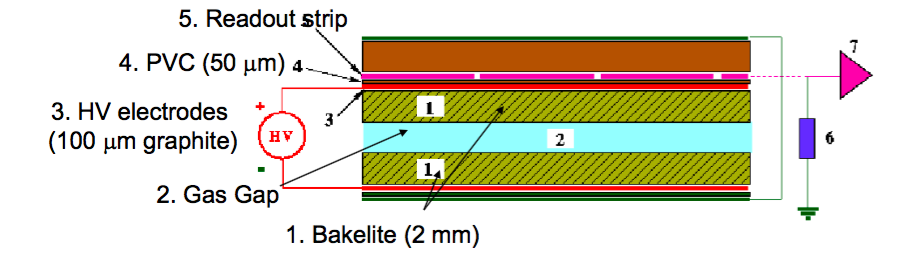 5. Readout strip
7
4. PVC (50 μm) 4
3. HV electrodes
(100 μm graphite)
+
HV
-
3
1
2
6
1
2. Gas Gap
1. Bakelite (2 mm)